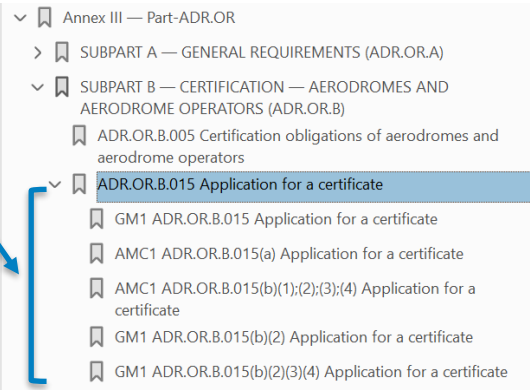 Annex III — Part-ADR.OR
SUBPART A — GENERAL REQUIREMENTS (ADR.OR.A)
SUBPART B — CERTIFICATION — AERODROMES AND
AERODROME OPERATORS (ADR.OR.B)
ADR.OR.B.005 Certification obligations of aerodromes and
aerodrome operators
ADR.OR.B.015 Application for a certificate
GM1 ADR.OR.B.015 Application for a certificate
AMC1 ADR.OR.B.015(a) Application for a certificate
AMC1 ADR.OR.B.015(b)(1);(2);(3);(4) Application for a
certificate
GM1 ADR.OR.B.015(b)(2) Application for a certificate
GM1 ADR.OR.B.015(b)(2)(3)(4) Application for a certificate